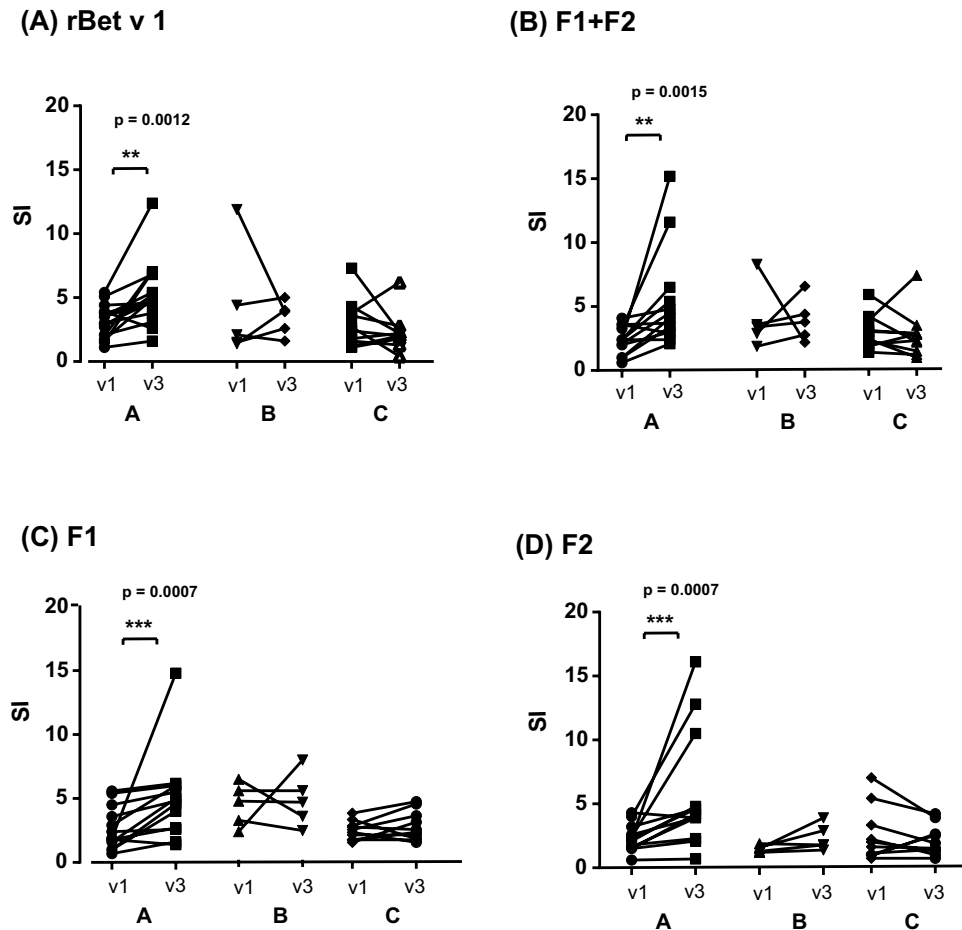 (A) rBet v 1
p = 0.0012
**
20
15
10
5
0
SI
v1 v3 v1 v3 v1 v3
A B C
(B) F1+F2
p = 0.0015
**
20
15
10
5
0
SI
v1 v3 v1 v3 v1 v3
A B C
(C) F1
p = 0.0007
***
20
15
10
5
0
SI
v1 v3 v1 v3 v1 v3
A B C
(D) F2
p = 0.0007
***
20
15
10
5
0
SI
v1 v3 v1 v3 v1 v3
A B C